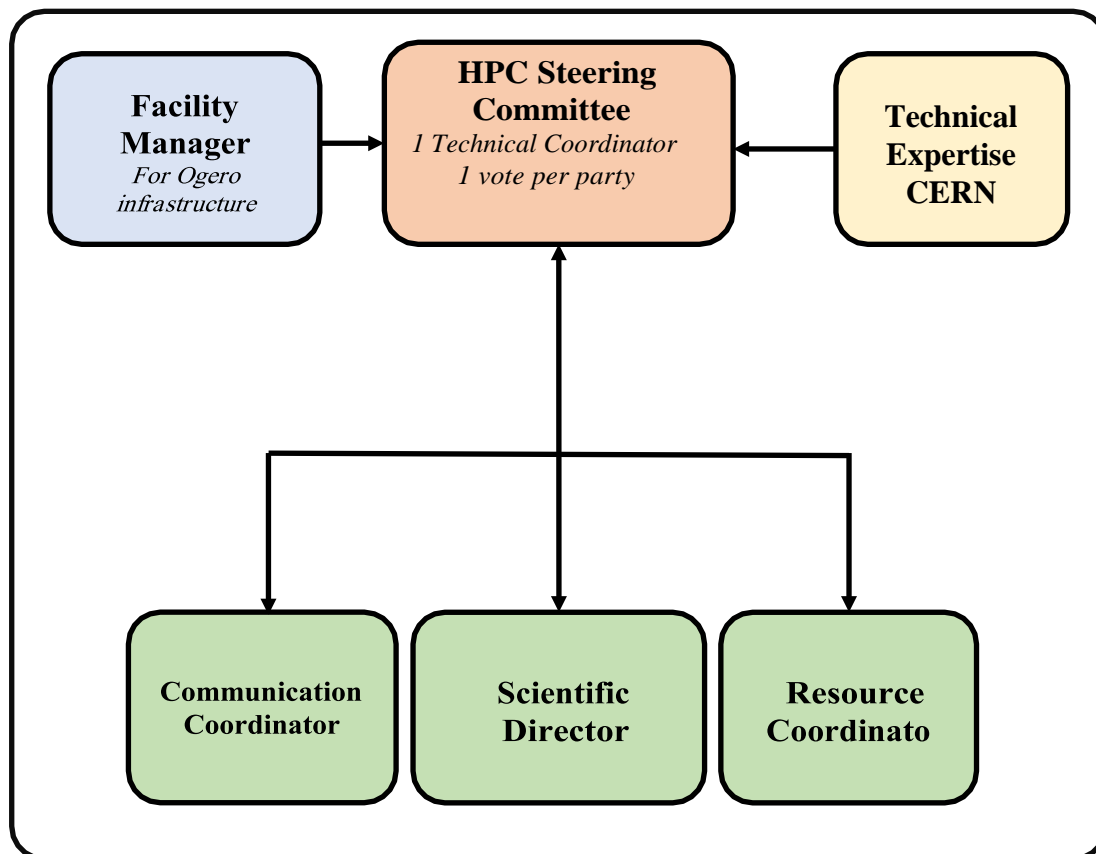 Facility
Manager
For Ogero
infrastructure
HPC Steering
Committee
1 Technical Coordinator
1 vote per party
Technical
Expertise
CERN
Communication
Coordinator
Scientific
Director
Resource
Coordinato